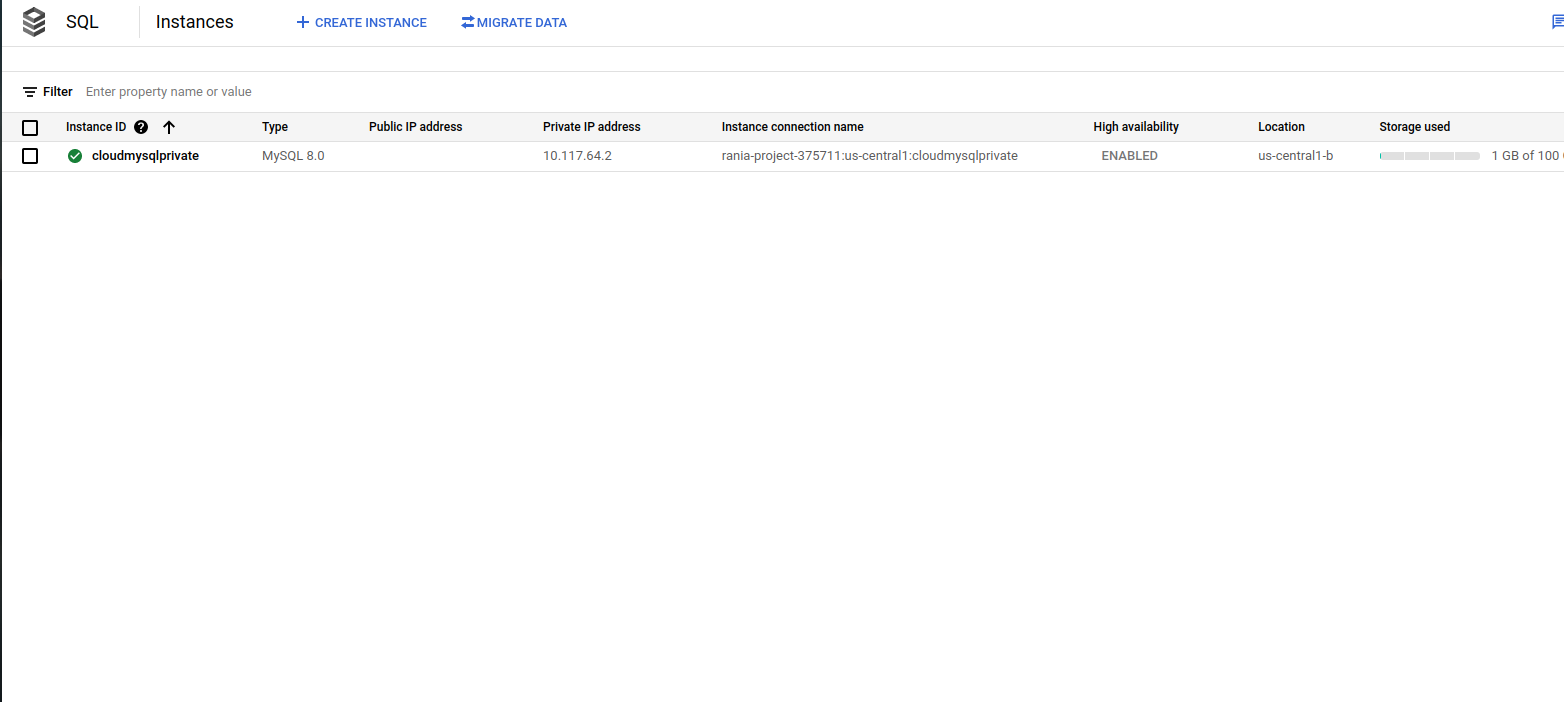 SQL Instances CREATE INSTANCE MIGRATE DATA
Filter Enter property name or value
Instance ID Type Public IP address Private IP address Instance connection name High availability Location Storage used
cloudmysqlprivate MySQL 8.0 10.117.64.2 rania-project-375711:us-central1:cloudmysqlprivate ENABLED us-central1-b 1 GB of 100